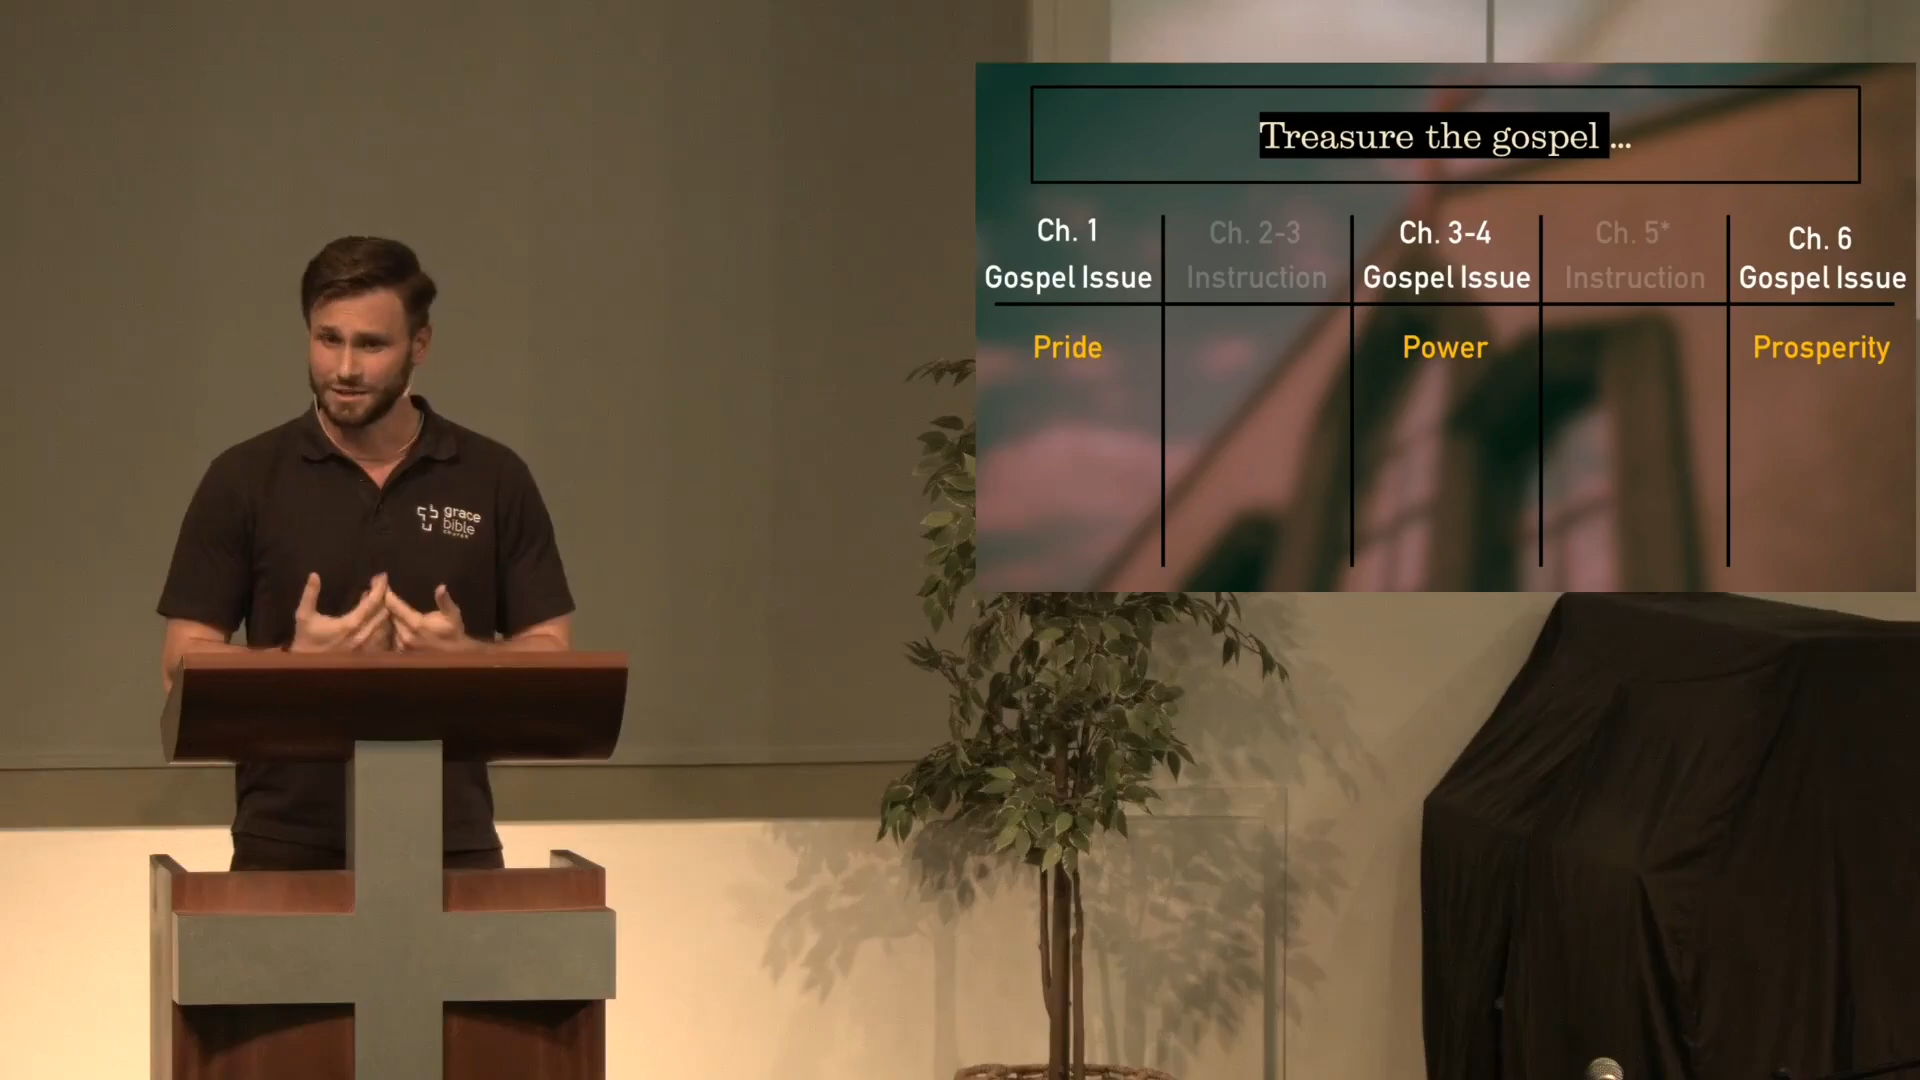 Treasure the gospel ...
Ch. 1
Gospel Issue
Ch. 2-3
Instruction
Ch. 3-4
Gospel Issue
Ch. 5*
Instruction
Ch. 6
Gospel Issue
Pride
Power
Prosperity
grace
bible
church